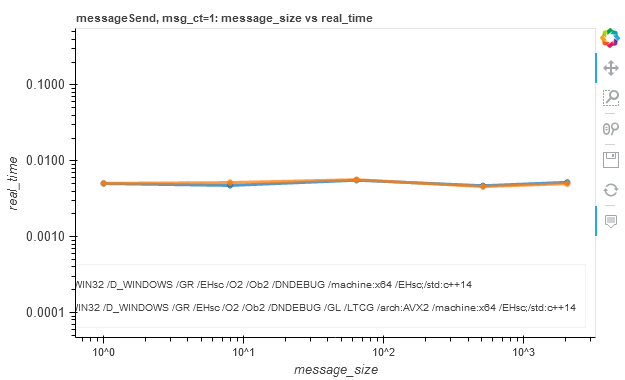 messageSend, msg_ct=1: message_size vs real_time
0.1000
0.0100
0.0010
0.0001
real_time
/WIN32 /D_WINDOWS /GR /EHsc /O2 /Ob2 /DNDEBUG /machine:x64 /EHsc;/std:c++14
/WIN32 /D_WINDOWS /GR /EHsc /O2 /Ob2 /DNDEBUG /GL /LTCG /arch:AVX2 /machine:x64 /EHsc;/std:c++14
10^0 10^1 10^2 10^3
message_size